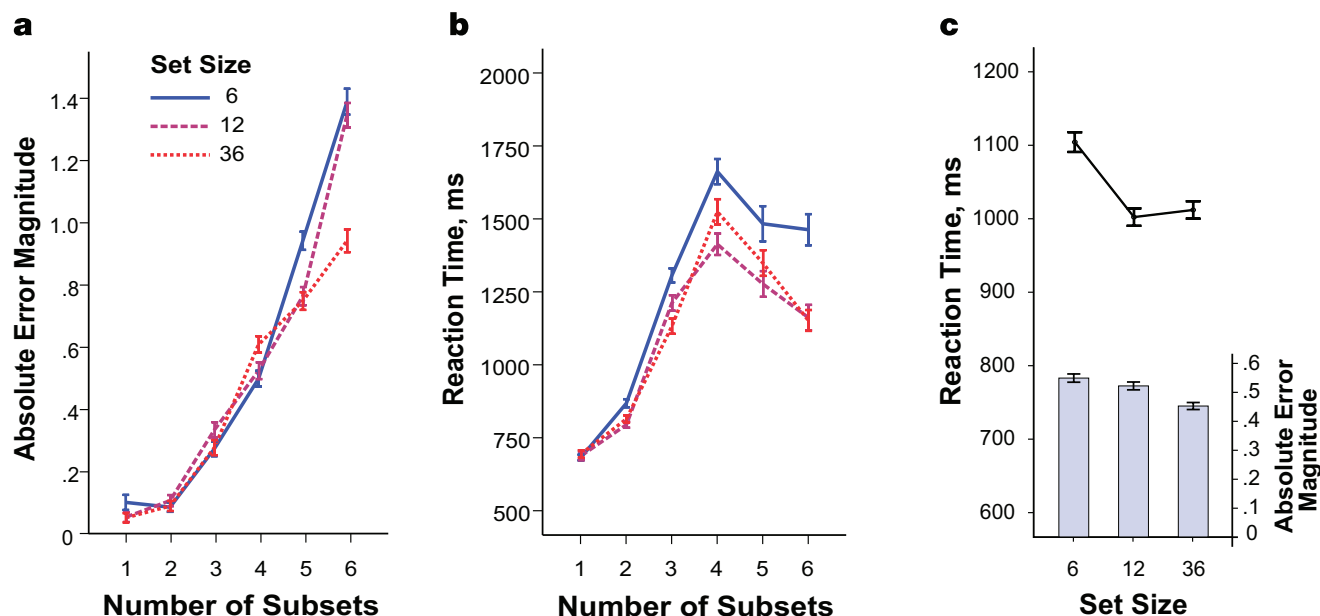 a
Set Size
6
12
36
Absolute Error Magnitude
1.4
1.2
1.0
.8
.6
.4
.2
0
1 2 3 4 5 6
Number of Subsets
b
Reaction Time, ms
2000
1750
1500
1250
1000
750
500
1 2 3 4 5 6
Number of Subsets
c
Reaction Time, ms
1200
1100
1000
900
800
700
600
.6
.5
.4
.3
.2
.1
0
Absolute Error
Magnitude
6 12 36
Set Size